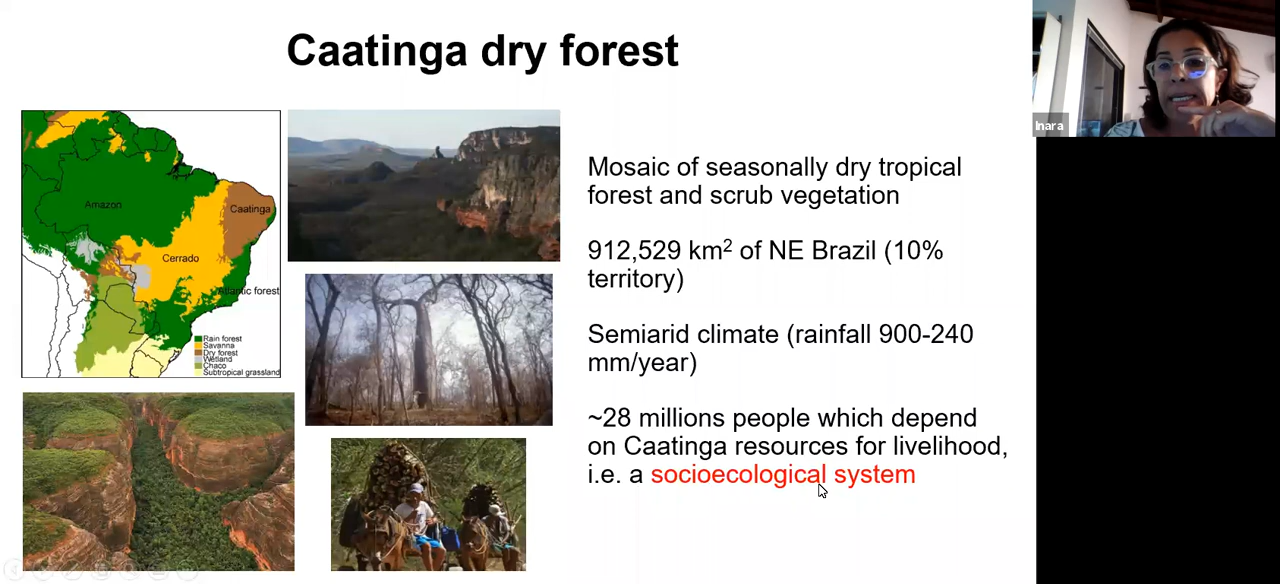 Caatinga dry forest
Amazon
Caatinga
Cerrado
Atlantic forest
Rain forest
Savanna
Dry forest
Wetland
Chaco
Subtropical grassland
Mosaic of seasonally dry tropical
forest and scrub vegetation
912,529 km² of NE Brazil (10%
territory)
Semiarid climate (rainfall 900-240
mm/year)
~28 millions people which depend
on Caatinga resources for livelihood,
i.e. a socioecological system
Inara